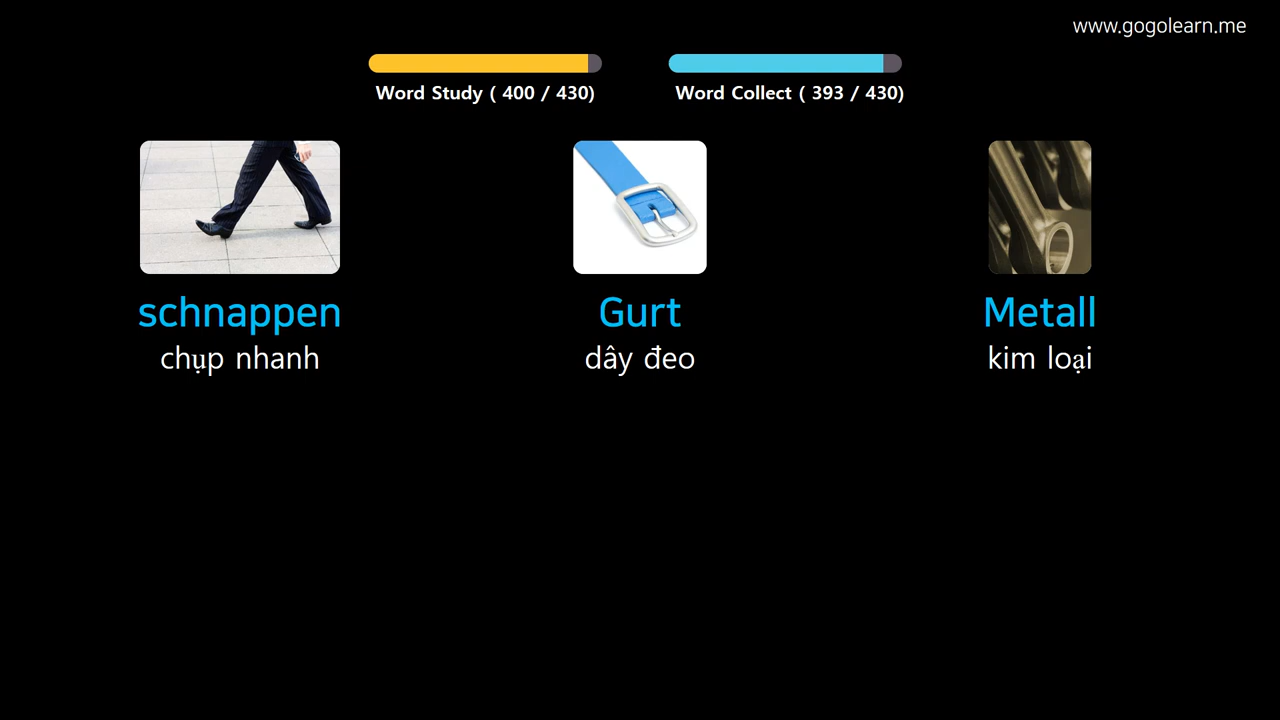 www.gogolearn.me
Word Study ( 400 / 430)
Word Collect ( 393 / 430)
schnappen
chụp nhanh
Gurt
dây đeo
Metall
kim loại